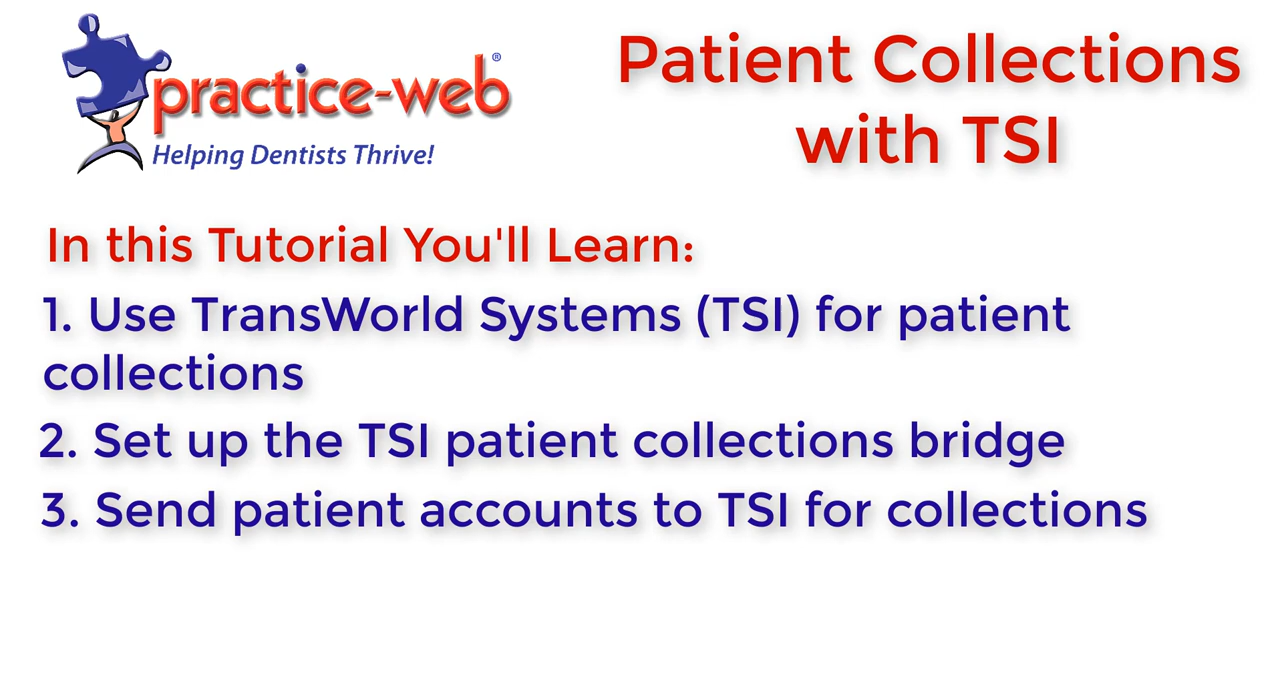 practice-web®
Helping Dentists Thrive!
Patient Collections
with TSI
In this Tutorial You'll Learn:
1. Use TransWorld Systems (TSI) for patient
collections
2. Set up the TSI patient collections bridge
3. Send patient accounts to TSI for collections